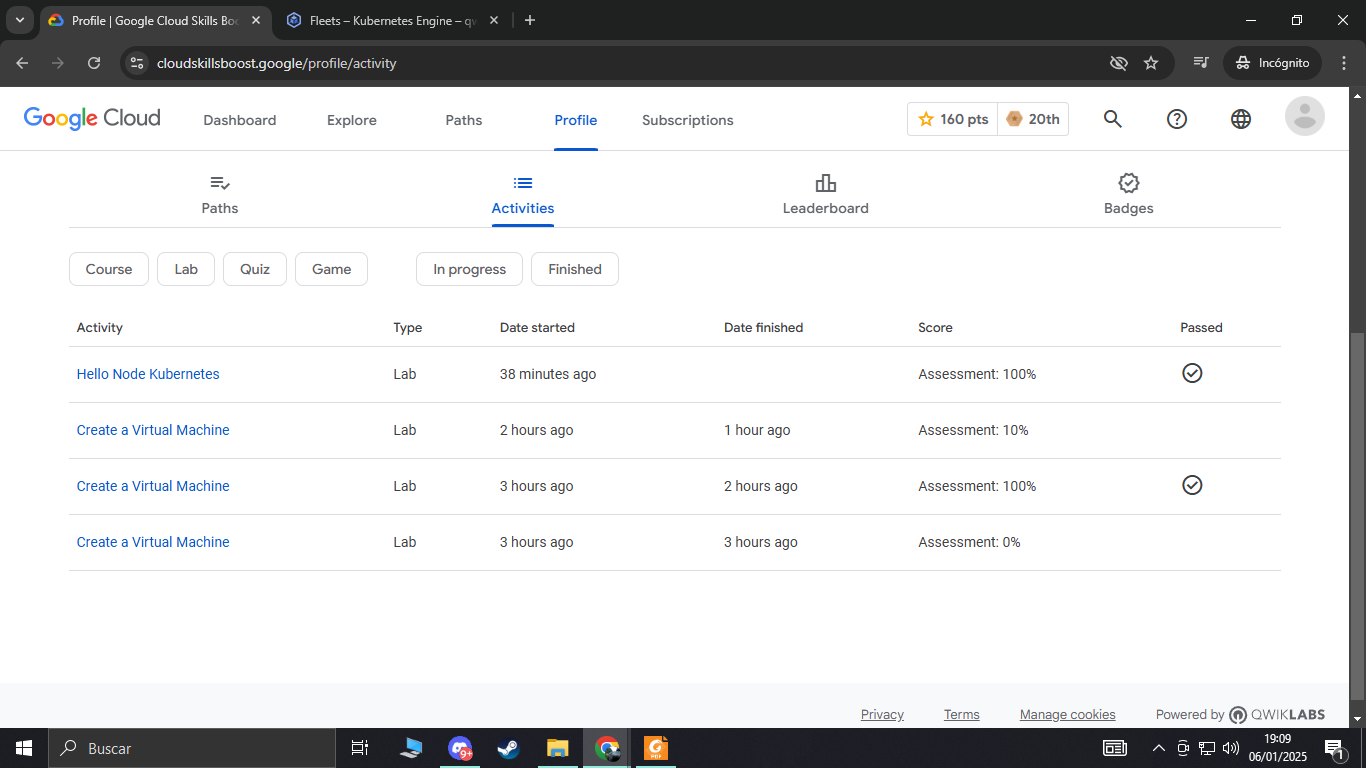 Profile | Google Cloud Skills Boo
Fleets – Kubernetes Engine – qw
cloudskillsboost.google/profile/activity
Incógnito
Google Cloud
Dashboard
Explore
Paths
Profile
Subscriptions
160 pts
20th
Paths
Activities
Leaderboard
Badges
Course
Lab
Quiz
Game
In progress
Finished
Activity Type Date started Date finished Score Passed
Hello Node Kubernetes Lab 38 minutes ago Assessment: 100%
Create a Virtual Machine Lab 2 hours ago 1 hour ago Assessment: 10%
Create a Virtual Machine Lab 3 hours ago 2 hours ago Assessment: 100%
Create a Virtual Machine Lab 3 hours ago 3 hours ago Assessment: 0%
Privacy
Terms
Manage cookies
Powered by QWIKLABS
Buscar
9+
PDF
19:09
06/01/2025
1